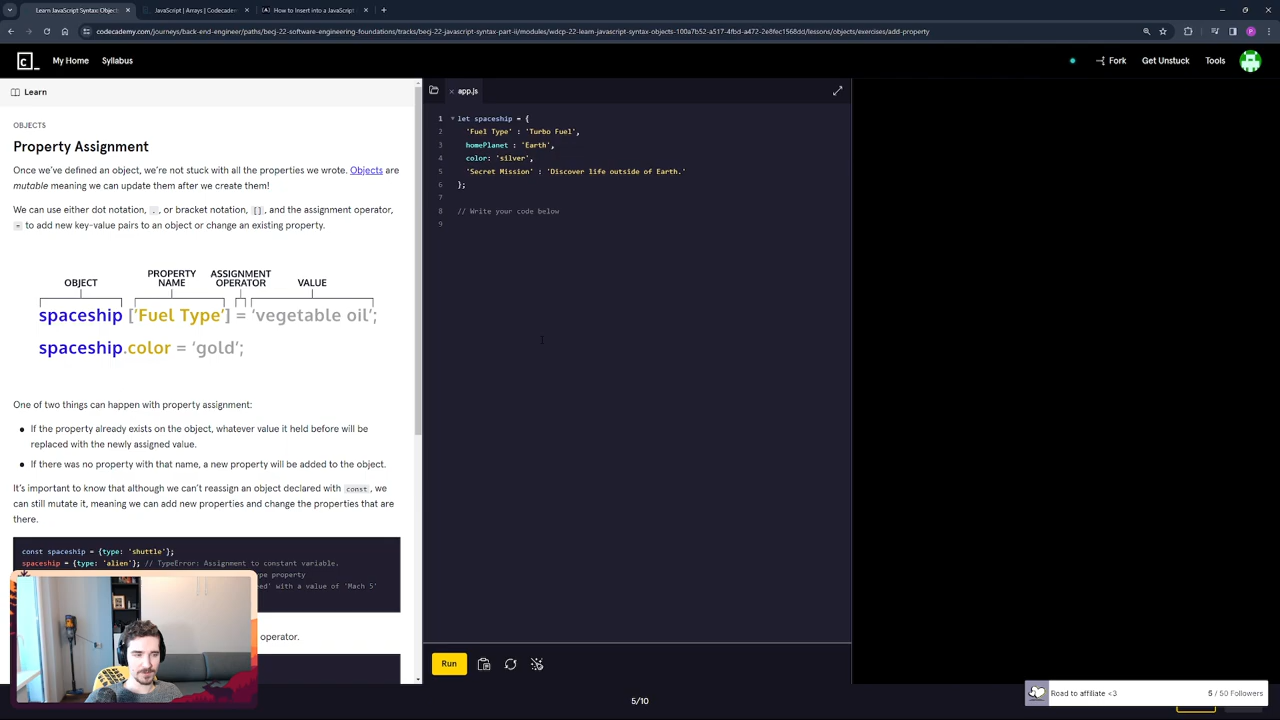 Learn JavaScript Syntax: Object
JavaScript | Arrays | Codecadem
How to Insert into a JavaScript
codecademy.com/journeys/back-end-engineer/paths/becj-22-software-engineering-foundations/tracks/becj-22-javascript-syntax-part-ii/modules/wdcp-22-learn-javascript-syntax-objects-100a7b52-a517-4fbd-a472-2e8fec1568dd/lessons/objects/exercises/add-property
c_
My Home
Syllabus
Fork
Get Unstuck
Tools
Learn
OBJECTS
Property Assignment
Once we've defined an object, we're not stuck with all the properties we wrote. Objects are
mutable meaning we can update them after we create them!
We can use either dot notation, ., or bracket notation, [], and the assignment operator,
= to add new key-value pairs to an object or change an existing property.
OBJECT
PROPERTY NAME
ASSIGNMENT OPERATOR
VALUE
spaceship ['Fuel Type'] = 'vegetable oil';
spaceship.color = 'gold';
One of two things can happen with property assignment:
If the property already exists on the object, whatever value it held before will be
replaced with the newly assigned value.
If there was no property with that name, a new property will be added to the object.
It's important to know that although we can't reassign an object declared with const, we
can still mutate it, meaning we can add new properties and change the properties that are
there.
const spaceship = {type: 'shuttle'};
spaceship = {type: 'alien'}; // TypeError: Assignment to constant variable.
type property
with a value of 'Mach 5'
operator.
app.js
1 let spaceship = {
2 'Fuel Type' : 'Turbo Fuel',
3 homePlanet : 'Earth',
4 color: 'silver',
5 'Secret Mission' : 'Discover life outside of Earth.'
6 };
7
8 // Write your code below
9
Run
5/10
Road to affiliate <3
5 / 50 Followers